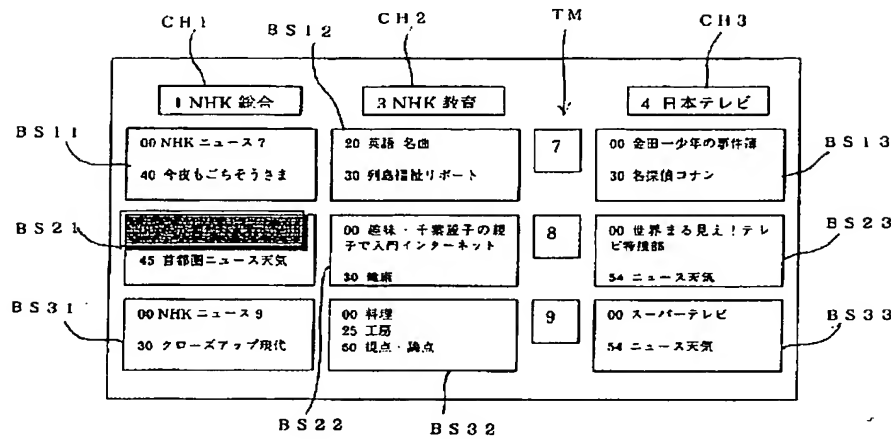 CH1
BS12
CH2
TM
CH3
1 NHK 総合
3 NHK 教育
4 日本テレビ
BS11
00 NHK ニュース 7
40 今夜もごちそうさま
20 英語 名曲
30 列島福祉リポート
7
00 金田一少年の事件簿
30 名探偵コナン
BS13
BS21
45 首都圏ニュース天気
00 趣味・千葉麗子の親
子で入門インターネット
30 健康
8
00 世界まる見え！テレ
ビ特捜部
54 ニュース天気
BS23
BS31
00 NHK ニュース 9
30 クローズアップ現代
00 料理
25 工房
50 視点・論点
9
00 スーパーテレビ
54 ニュース天気
BS33
BS22
BS32